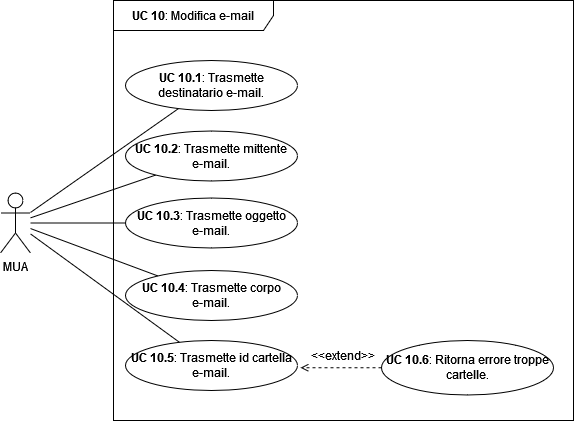 UC 10: Modifica e-mail
UC 10.1: Trasmette
destinatario e-mail.
UC 10.2: Trasmette mittente
e-mail.
UC 10.3: Trasmette oggetto
e-mail.
MUA
UC 10.4: Trasmette corpo
e-mail.
UC 10.5: Trasmette id cartella
e-mail.
<<extend>>
UC 10.6: Ritorna errore troppe
cartelle.